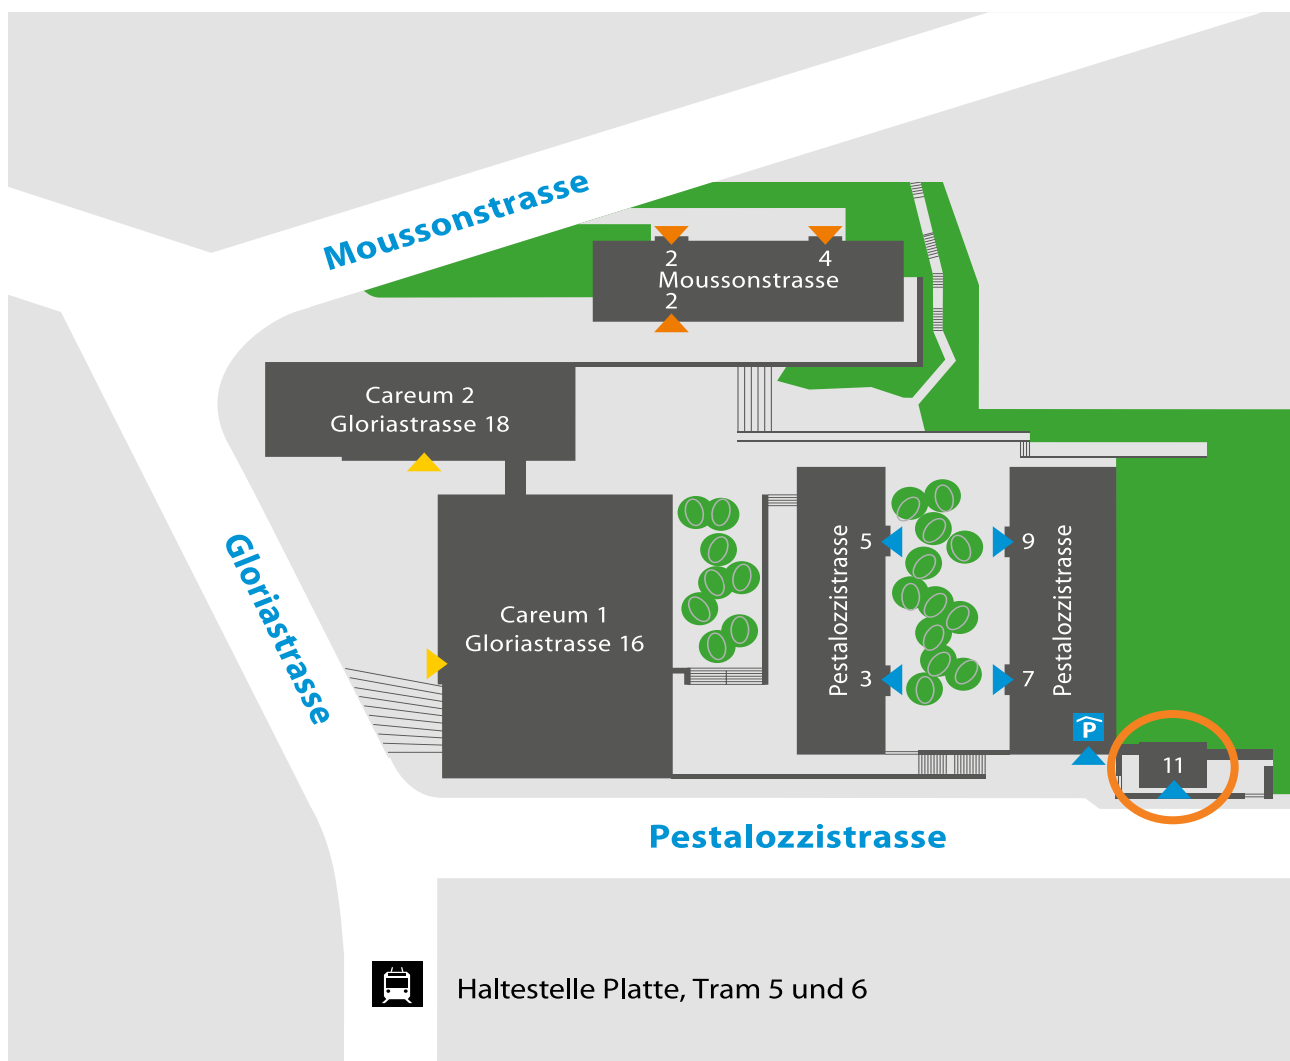 Moussonstrasse
2
4
Moussonstrasse
2
Careum 2
Gloriastrasse 18
Gloriastrasse
Careum 1
Gloriastrasse 16
Pestalozzistrasse
5
3
9
7
Pestalozzistrasse
P
11
Pestalozzistrasse
Haltestelle Platte, Tram 5 und 6